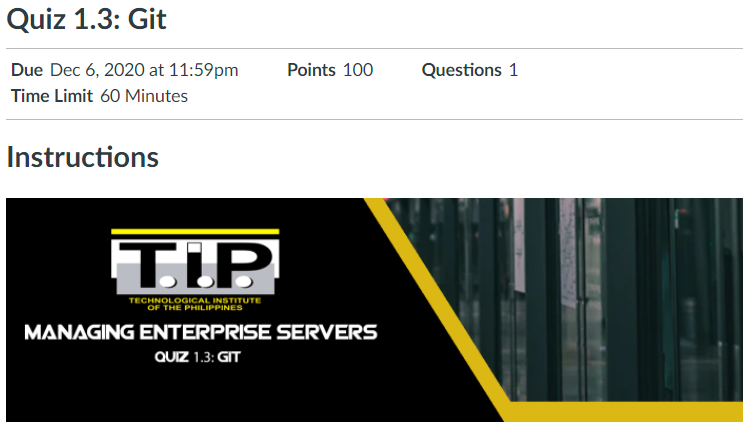 Quiz 1.3: Git
Due Dec 6, 2020 at 11:59pm Points 100 Questions 1
Time Limit 60 Minutes
Instructions
T.I.P.
TECHNOLOGICAL INSTITUTE
OF THE PHILIPPINES
MANAGING ENTERPRISE SERVERS
QUIZ 1.3: GIT